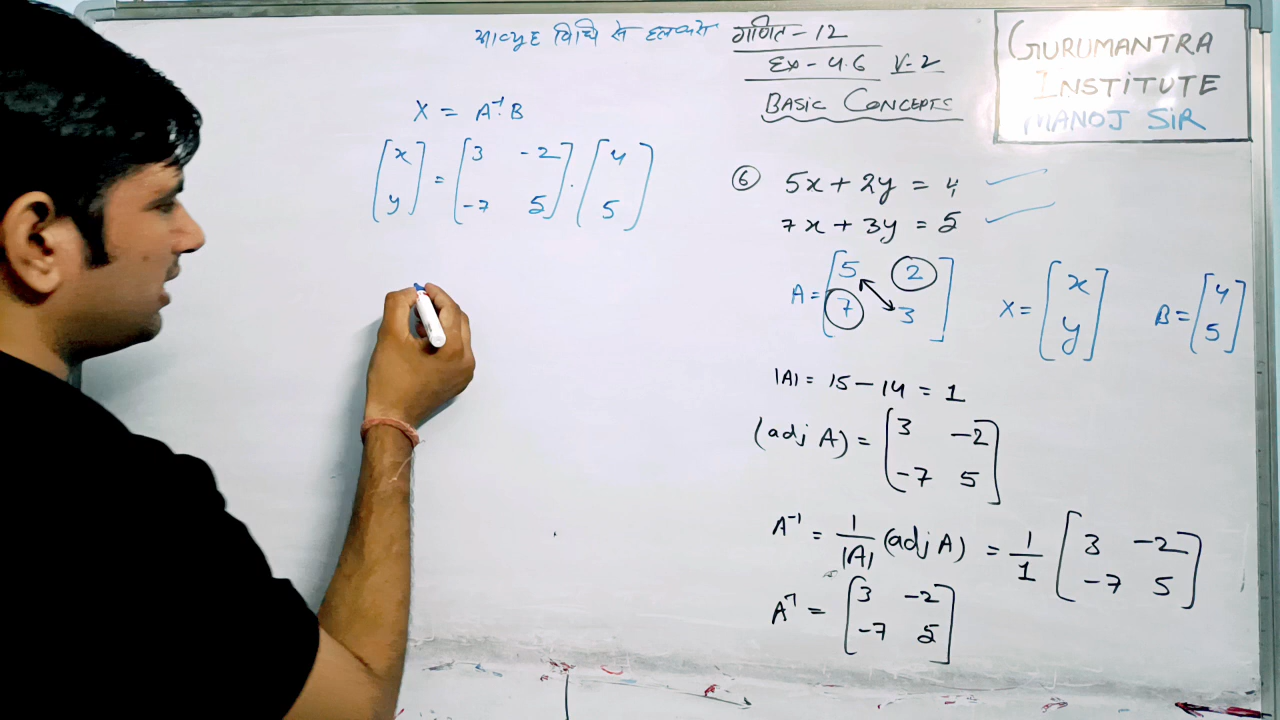 आव्यूह विधि से हल करो
गणित - 12
Ex - 4.6 V-2
BASIC CONCEPTS
GURUMANTRA
INSTITUTE
MANOJ SIR
X = A⁻¹. B
[x y] = [3 -2 -7 5] . [4 5]
⑥ 5x + 2y = 4
7x + 3y = 5
A = [5 2 7 3] X = [x y] B = [4 5]
|A| = 15 - 14 = 1
(adj A) = [3 -2 -7 5]
A⁻¹ = 1/|A| (adj A) = 1/1 [3 -2 -7 5]
A⁻¹ = [3 -2 -7 5]